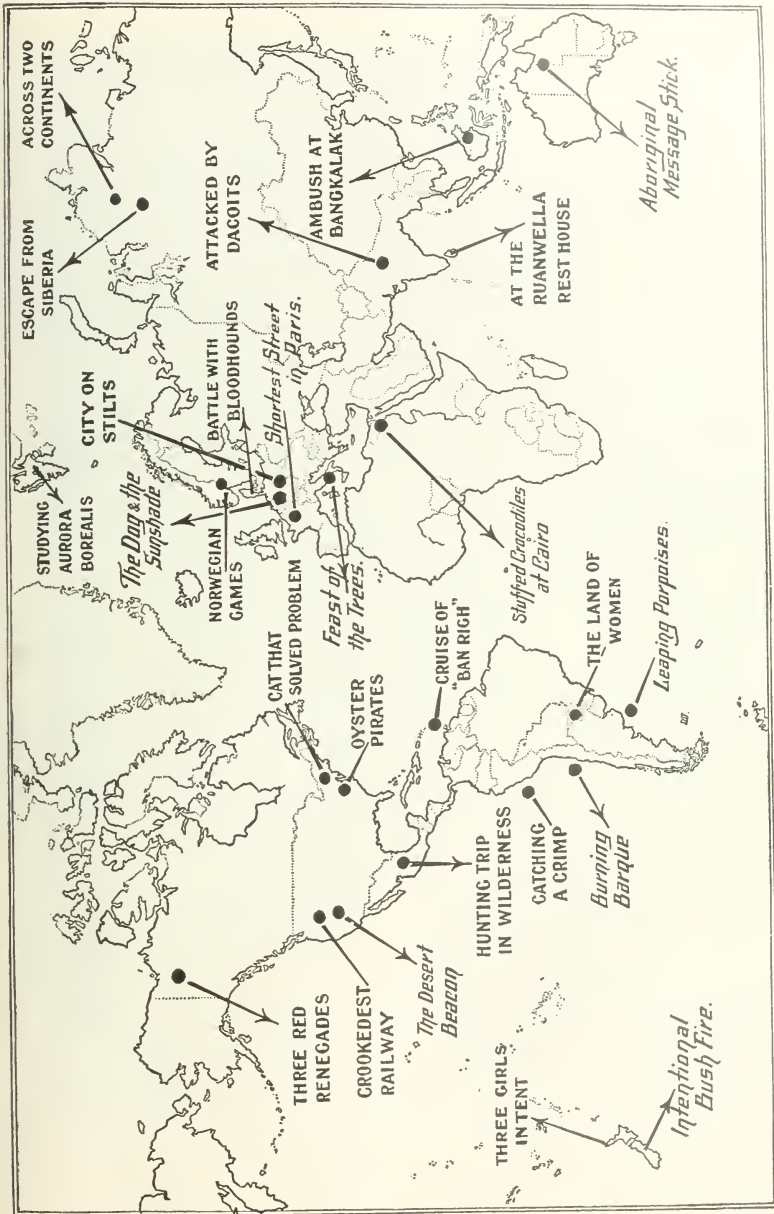 THREE RED
RENEGADES
CROOKEDEST
RAILWAY
The Desert
Beacon
THREE GIRLS
INTENT
Intentional
Bush Fire.
CAT THAT
SOLVED PROBLEM
OYSTER
PIRATES
CRUISE OF
"BAN RIGH"
HUNTING TRIP
IN WILDERNESS
CATCHING
A CRIMP
Burning
Barque
THE LAND OF
WOMEN
Leaping Porpoises.
STUDYING
AURORA
BOREALIS
The Dog & the
Sunshade
NORWEGIAN
GAMES
CITY ON
STILTS
BATTLE WITH
BLOODHOUNDS
Shortest Street
in Paris.
Feast of
the Trees.
Stuffed Crocodiles
at Cairo
ESCAPE FROM
SIBERIA
ACROSS TWO
CONTINENTS
ATTACKED BY
DACOITS
AMBUSH AT
BANGKALAK
AT THE
RUANWELLA
REST HOUSE
Aboriginal
Message Stick.